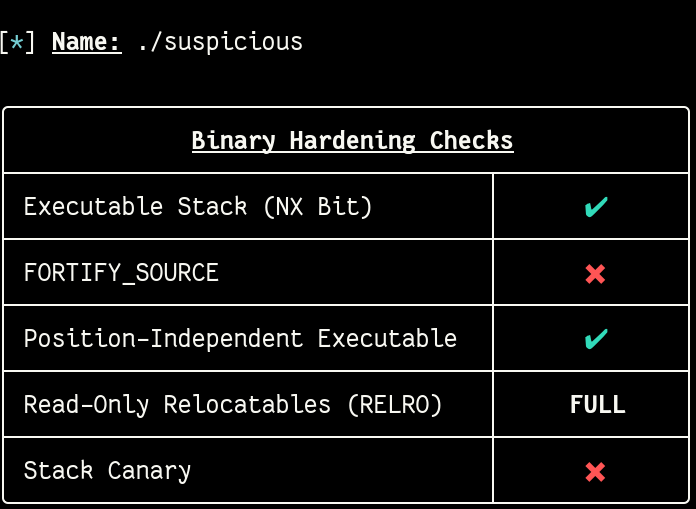 [*] Name: ./suspicious
Binary Hardening Checks
Executable Stack (NX Bit) ✔
FORTIFY_SOURCE ✖
Position-Independent Executable ✔
Read-Only Relocatables (RELRO) FULL
Stack Canary ✖